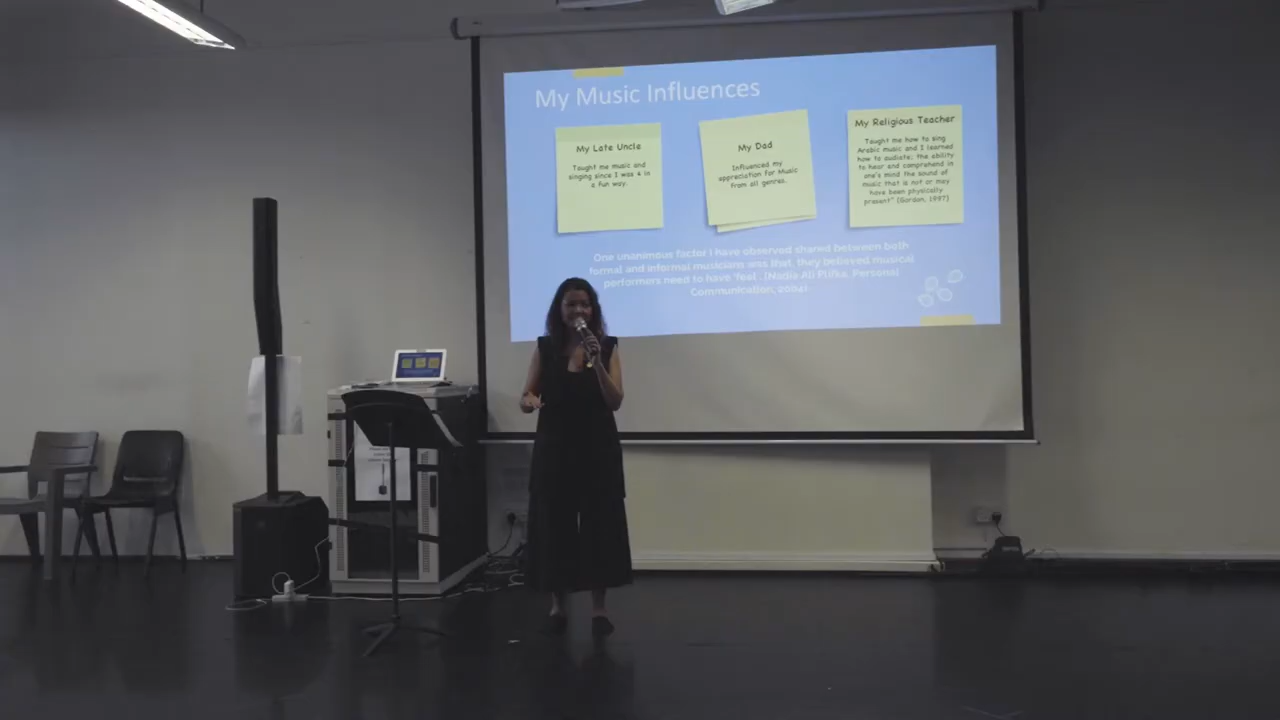 My Music Influences
My Late Uncle
Taught me music and
singing since I was 4 in
a fun way.
My Dad
Influenced my
appreciation for Music
from all genres.
My Religious Teacher
Taught me how to sing
Arabic music and I learned
how to audiate; the ability
to hear and comprehend in
one's mind the sound of
music that is not or may
have been physically
present" (Gordon, 1997)
One unanimous factor I have observed shared between both
formal and informal musicians was that, they believed musical
performers need to have 'feel'. (Nadia Ali Plifka, Personal
Communication, 2004).